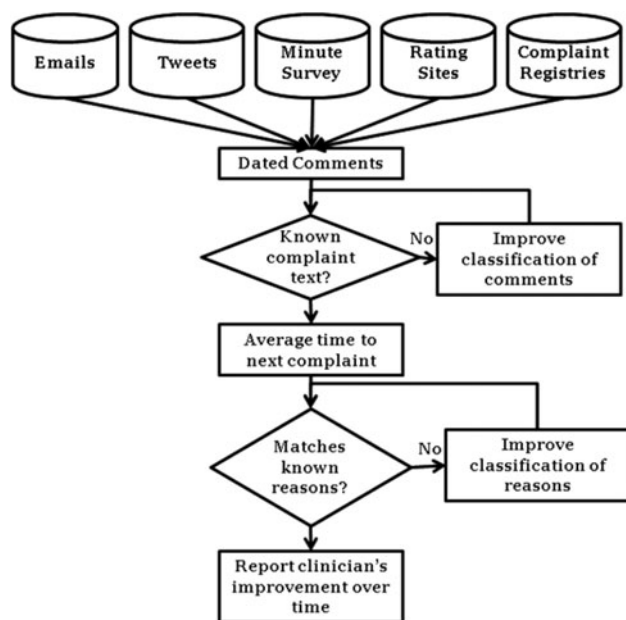 Emails
Tweets
Minute
Survey
Rating
Sites
Complaint
Registries
Dated Comments
Known
complaint
text?
No
Improve
classification of
comments
Average time to
next complaint
Matches
known
reasons?
No
Improve
classification of
reasons
Report clinician's
improvement over
time